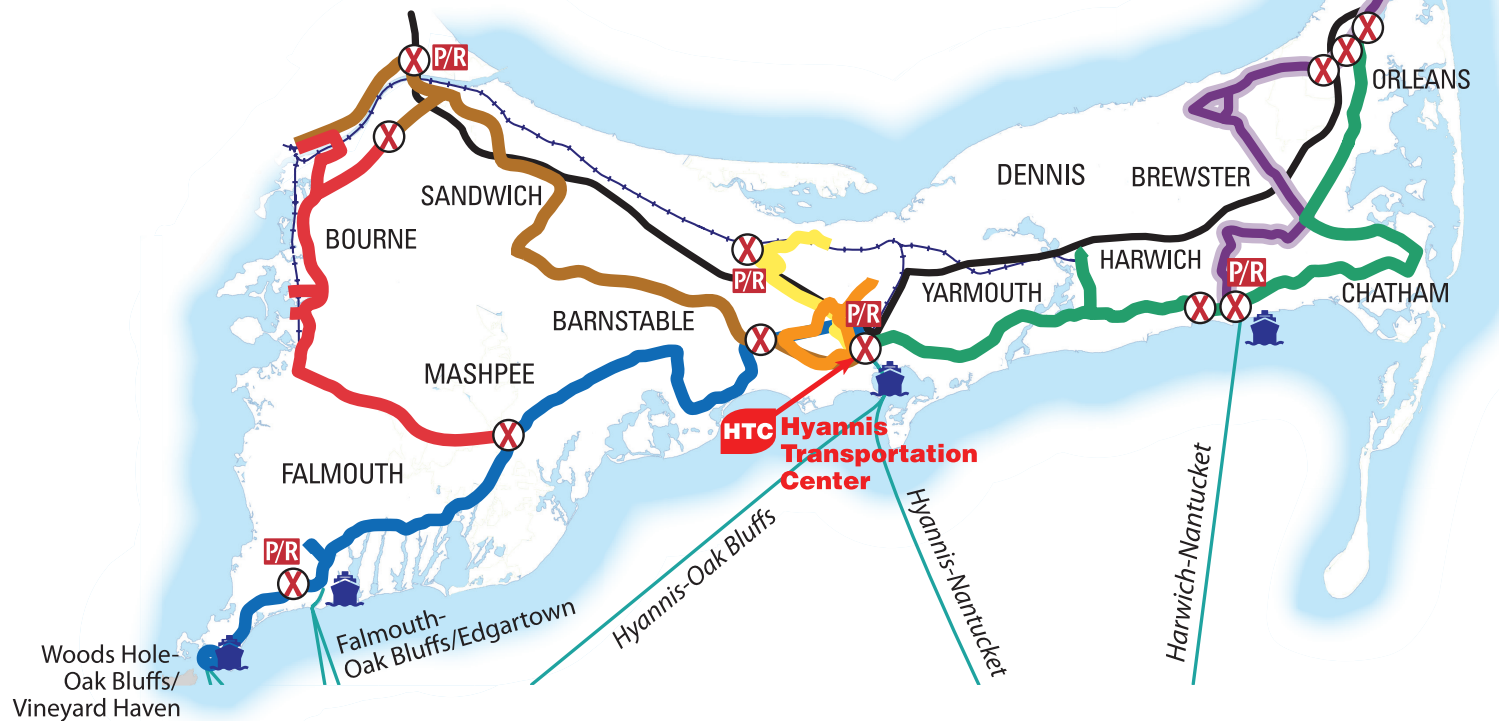 P/R
ORLEANS
DENNIS
BREWSTER
SANDWICH
BOURNE
HARWICH
P/R
P/R
YARMOUTH
CHATHAM
P/R
BARNSTABLE
MASHPEE
HTC Hyannis
Transportation
Center
FALMOUTH
P/R
Hyannis-Oak Bluffs
Hyannis-Nantucket
Harwich-Nantucket
Falmouth-
Oak Bluffs/Edgartown
Woods Hole-
Oak Bluffs/
Vineyard Haven